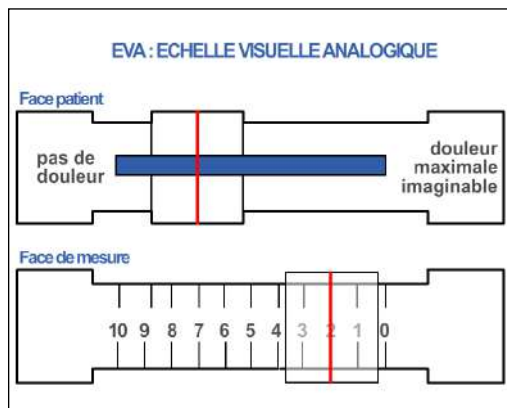 EVA : ECHELLE VISUELLE ANALOGIQUE
Face patient
pas de
douleur
douleur
maximale
imaginable
Face de mesure
10 9 8 7 6 5 4 3 2 1 0